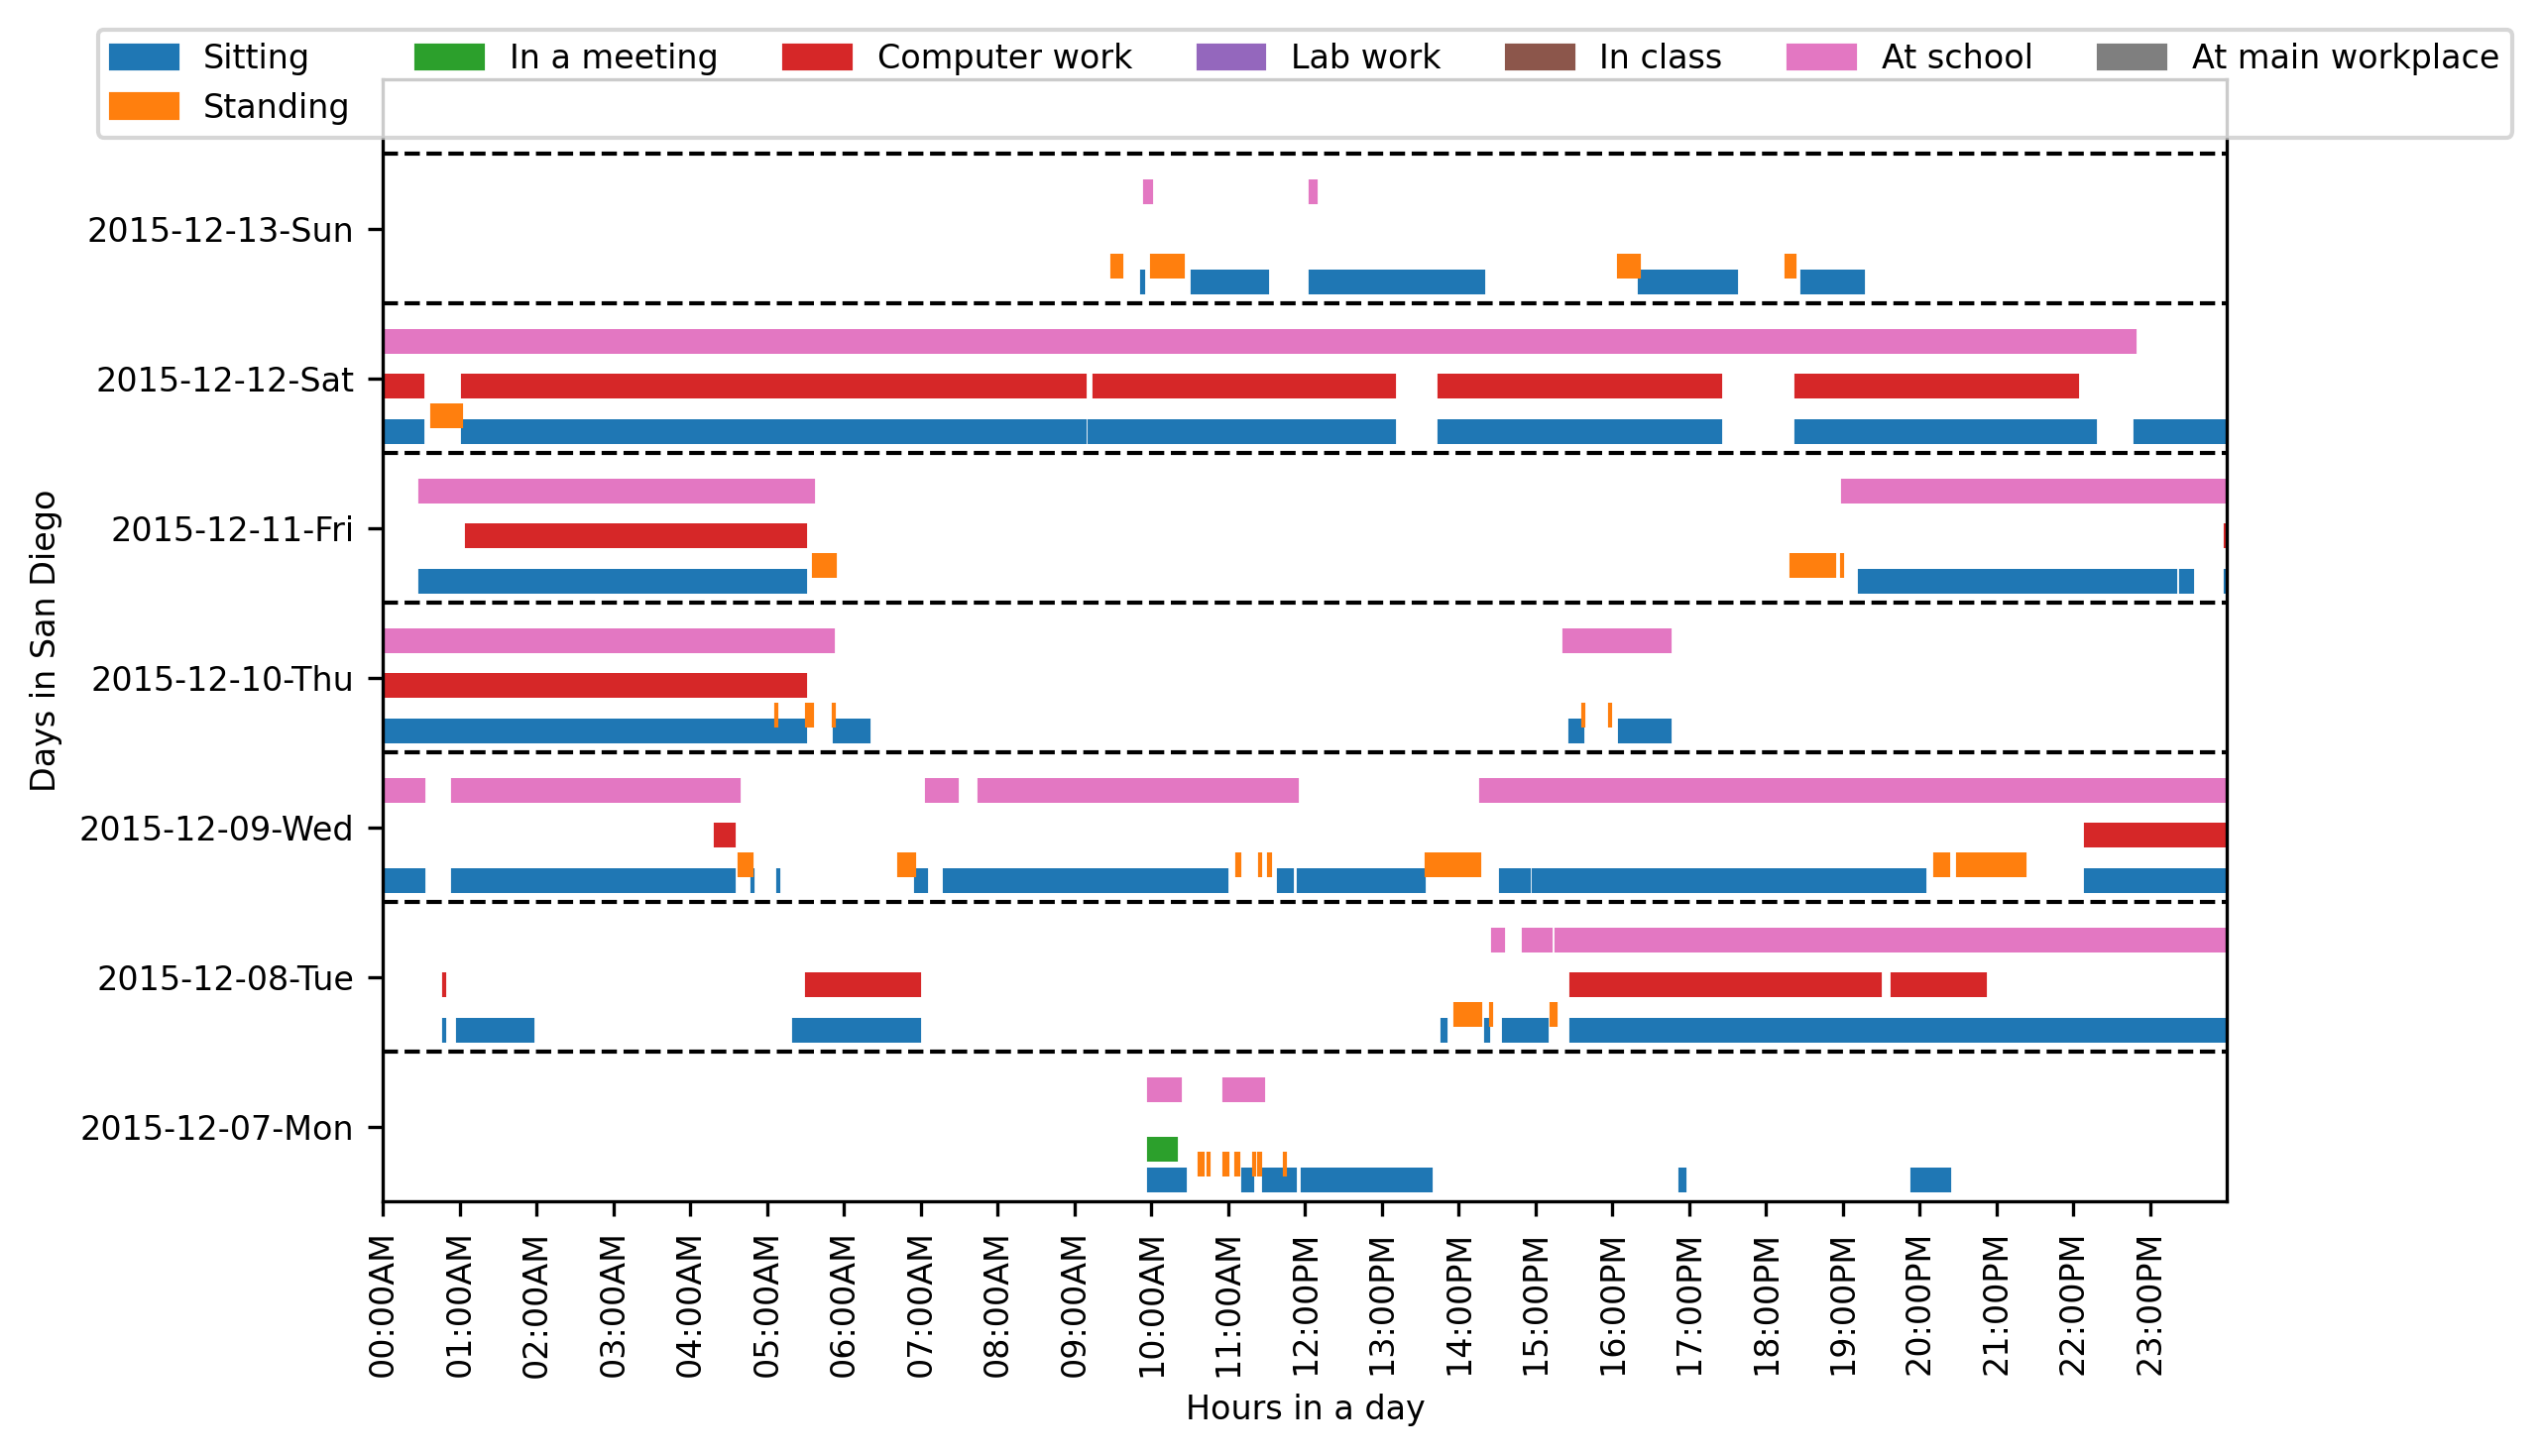 Sitting In a meeting Computer work Lab work In class At school At main workplace
Standing
2015-12-13-Sun
2015-12-12-Sat
2015-12-11-Fri
2015-12-10-Thu
2015-12-09-Wed
2015-12-08-Tue
2015-12-07-Mon
Days in San Diego
00:00AM 01:00AM 02:00AM 03:00AM 04:00AM 05:00AM 06:00AM 07:00AM 08:00AM 09:00AM 10:00AM 11:00AM 12:00PM 13:00PM 14:00PM 15:00PM 16:00PM 17:00PM 18:00PM 19:00PM 20:00PM 21:00PM 22:00PM 23:00PM
Hours in a day